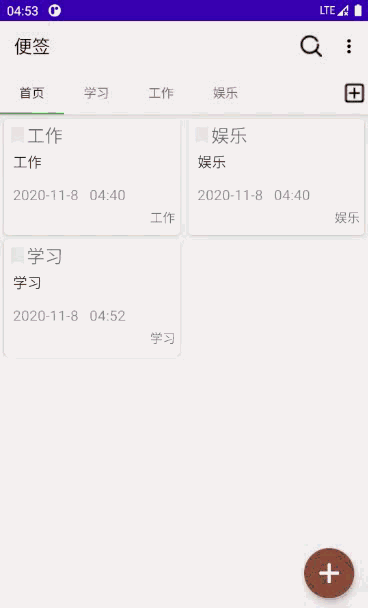 04:53 LTE
便签
首页 学习 工作 娱乐
工作
工作
2020-11-8 04:40
工作
娱乐
娱乐
2020-11-8 04:40
娱乐
学习
学习
2020-11-8 04:52
学习